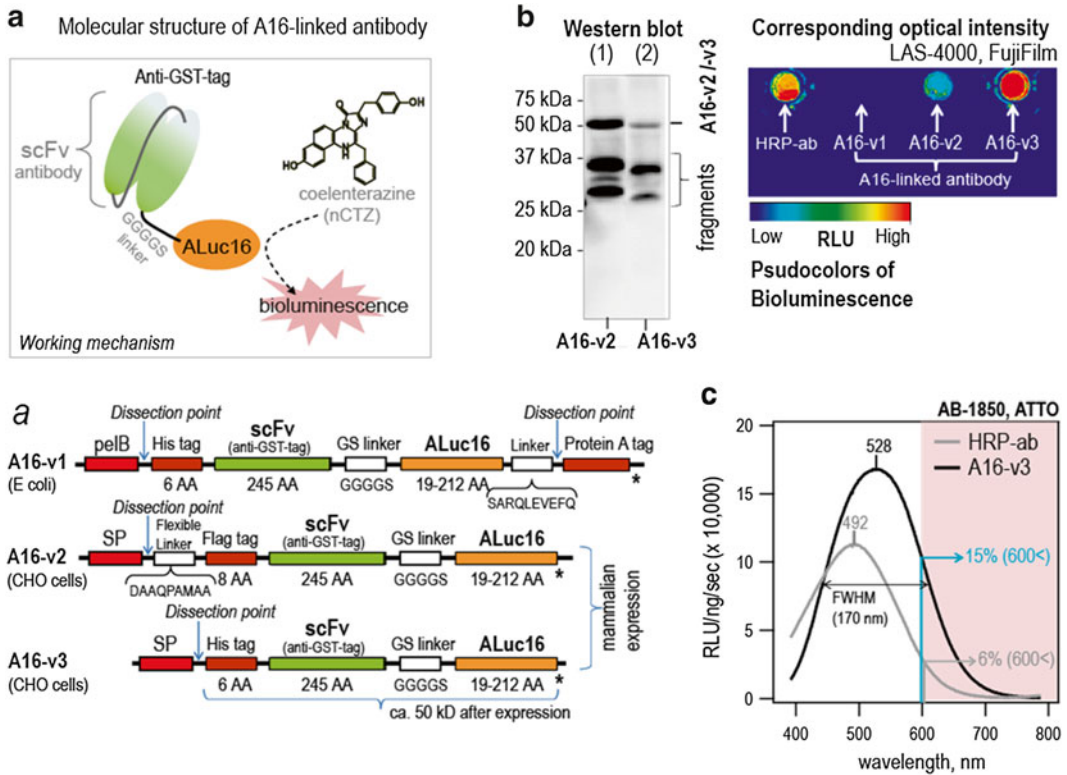 a
Molecular structure of A16-linked antibody
Anti-GST-tag
scFv
antibody
GGGGS
linker
ALuc16
OH
O
N
N
N
N
H
HO
coelenterazine
(nCTZ)
bioluminescence
Working mechanism
b
Western blot
(1) (2)
75 kDa
50 kDa
37 kDa
25 kDa
20 kDa
A16-v2 /-v3
fragments
A16-v2 A16-v3
Corresponding optical intensity
LAS-4000, FujiFilm
HRP-ab A16-v1 A16-v2 A16-v3
A16-linked antibody
Low RLU High
Psudocolors of
Bioluminescence
a
Dissection point Dissection point
pelB His tag scFv (anti-GST-tag) GS linker ALuc16 Linker Protein A tag
A16-v1
(E coli) 6 AA 245 AA GGGGS 19-212 AA *
SARQLEVEFQ
Dissection point
SP Flexible Linker Flag tag scFv (anti-GST-tag) GS linker ALuc16
A16-v2
(CHO cells) 8 AA 245 AA GGGGS 19-212 AA *
DAAQPAMAA
Dissection point
SP His tag scFv (anti-GST-tag) GS linker ALuc16
A16-v3
(CHO cells) 6 AA 245 AA GGGGS 19-212 AA *
ca. 50 kD after expression
mammalian
expression
c
AB-1850, ATTO
HRP-ab
A16-v3
528
492
15% (600<)
FWHM
(170 nm)
6% (600<)
RLU/ng/sec (x 10,000)
20
15
10
5
0
400 500 600 700 800
wavelength, nm